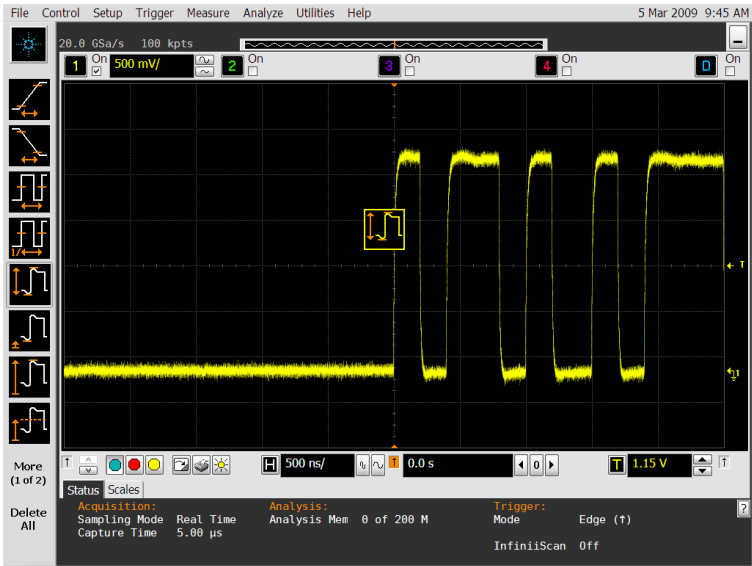 File Control Setup Trigger Measure Analyze Utilities Help 5 Mar 2009 9:45 AM
20.0 GSa/s 100 kpts
1 On 500 mV/ 2 On 3 On 4 On D On
1/
T
1
More
(1 of 2)
Delete
All
H 500 ns/ 0.0 s 0 T 1.15 V
Status Scales
?
Acquisition: Analysis: Trigger:
Sampling Mode Real Time Analysis Mem 0 of 200 M Mode Edge (↑)
Capture Time 5.00 µs
InfiniiScan Off